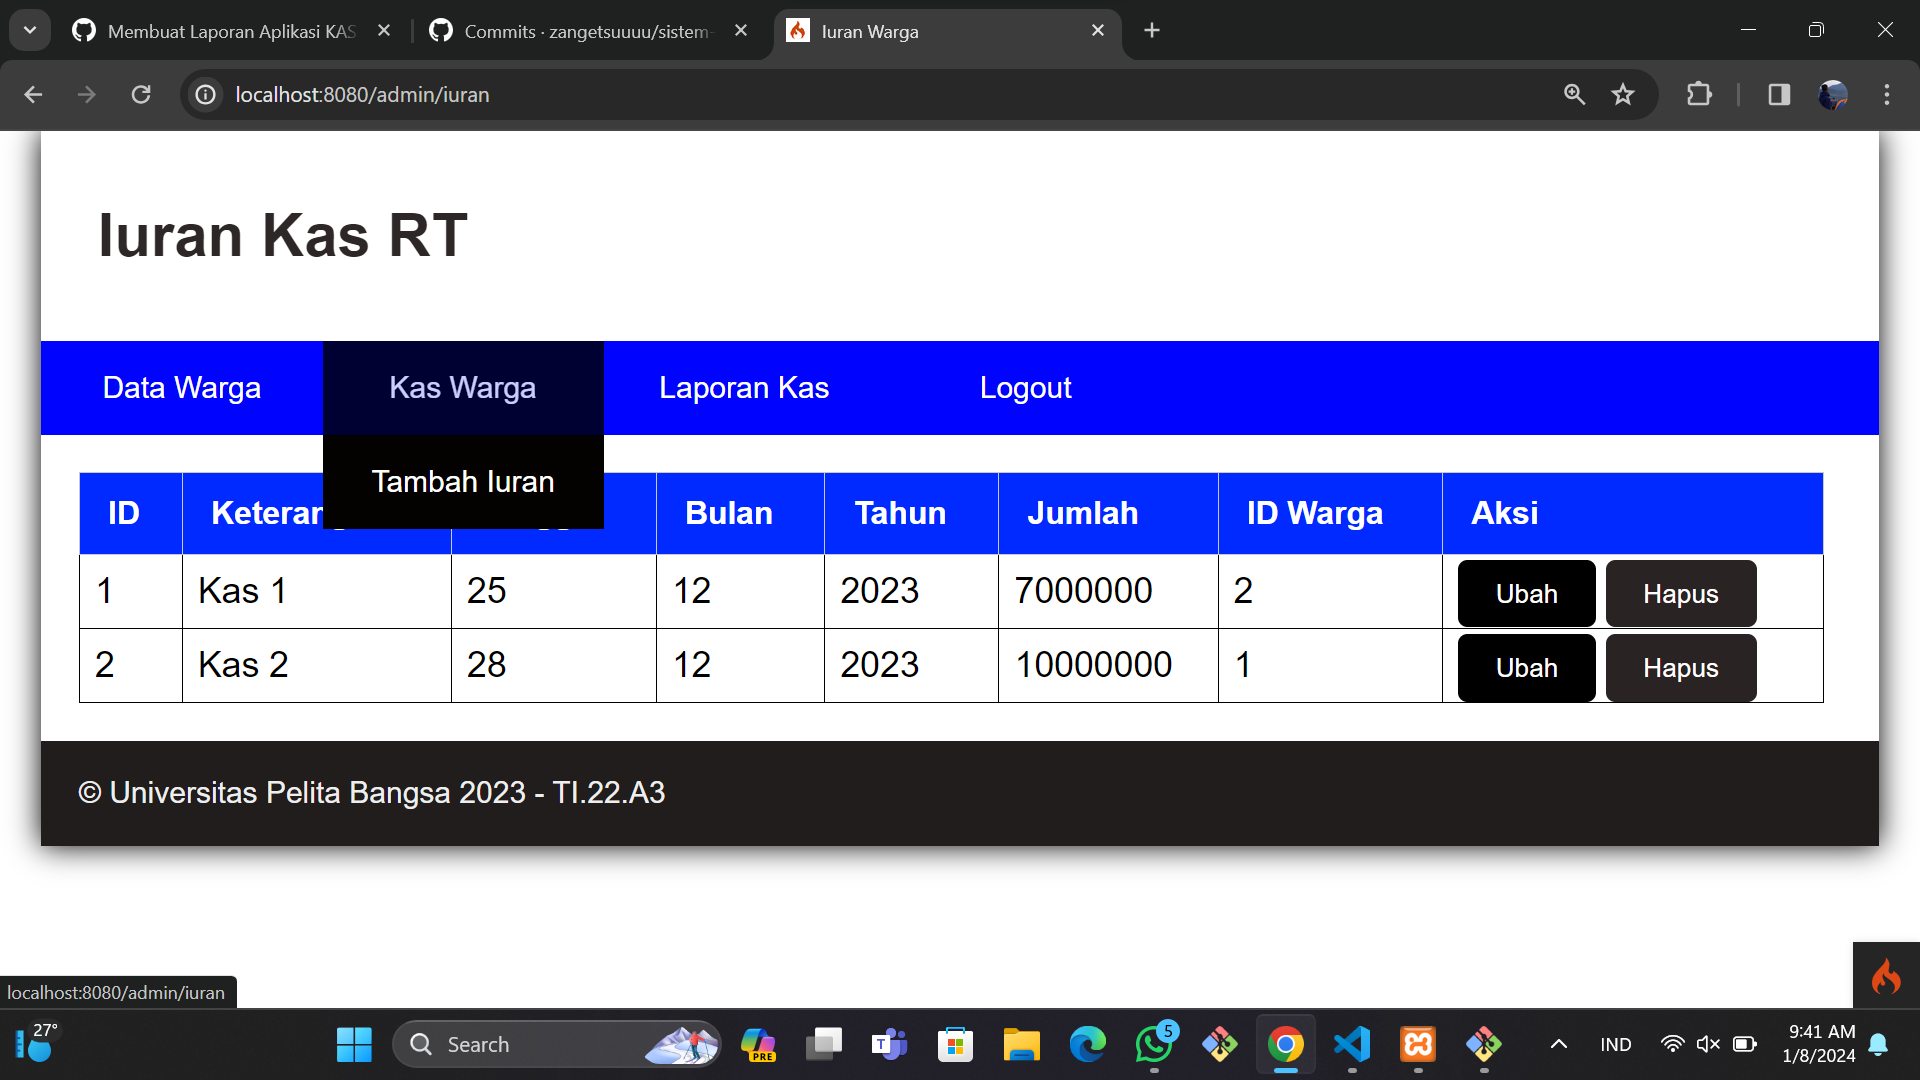 Membuat Laporan Aplikasi KAS
Commits · zangetsuuuu/sistem-
Iuran Warga
localhost:8080/admin/iuran
Iuran Kas RT
Data Warga Kas Warga Laporan Kas Logout
Tambah Iuran
ID Bulan Tahun Jumlah ID Warga Aksi
1 Kas 1 25 12 2023 7000000 2 Ubah Hapus
2 Kas 2 28 12 2023 10000000 1 Ubah Hapus
© Universitas Pelita Bangsa 2023 - TI.22.A3
localhost:8080/admin/iuran
27°
Search
PRE
T
5
IND
9:41 AM
1/8/2024